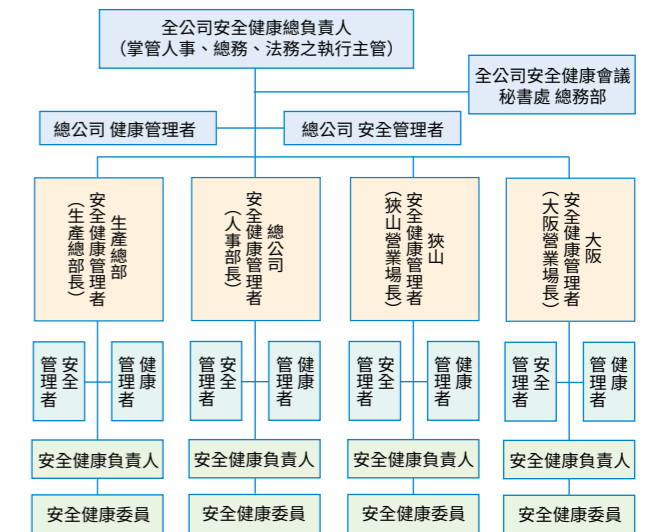 全公司安全健康總負責人
（掌管人事、總務、法務之執行主管）
全公司安全健康會議
秘書處 總務部
總公司 健康管理者
總公司 安全管理者
生產總部
安全健康管理者
（生產總部長）
總公司
安全健康管理者
（人事部長）
狹山
安全健康管理者
（狹山營業場長）
大阪
安全健康管理者
（大阪營業場長）
安全
管理者
健康
管理者
安全
管理者
健康
管理者
安全
管理者
健康
管理者
安全
管理者
健康
管理者
安全健康負責人
安全健康負責人
安全健康負責人
安全健康負責人
安全健康委員
安全健康委員
安全健康委員
安全健康委員